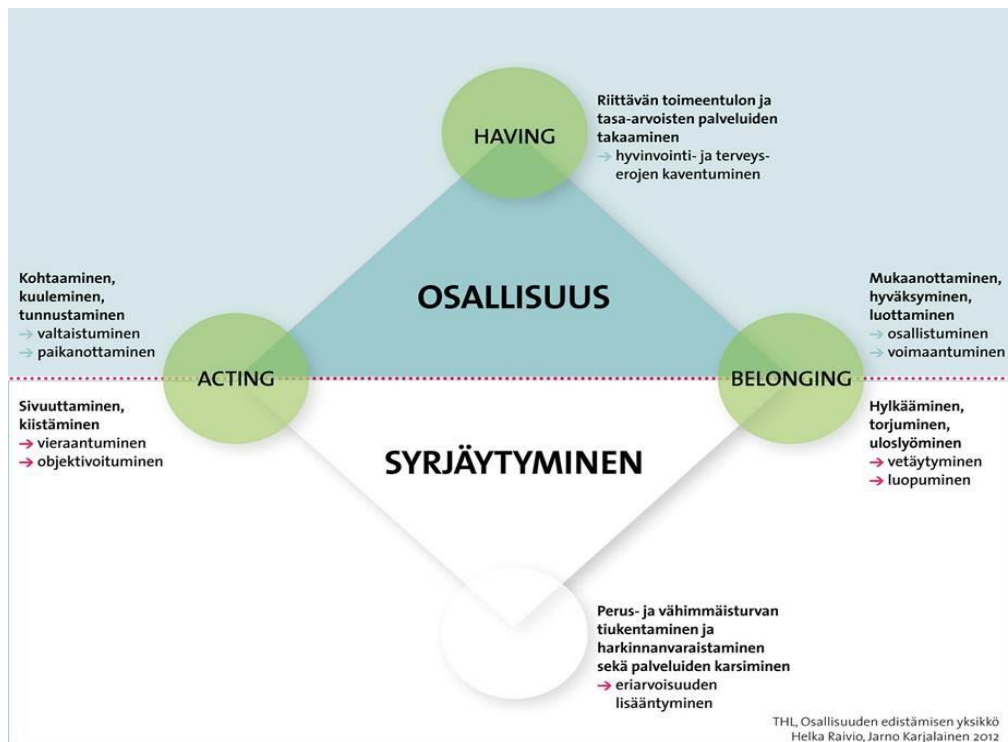 HAVING
Riittävän toimeentulon ja
tasa-arvoisten palveluiden
takaaminen
→ hyvinvointi- ja terveys-
erojen kaventuminen
OSALLISUUS
Kohtaaminen,
kuuleminen,
tunnustaminen
→ valtaistuminen
→ paikanottaminen
Mukaanottaminen,
hyväksyminen,
luottaminen
→ osallistuminen
→ voimaantuminen
ACTING
BELONGING
Sivuuttaminen,
kiistäminen
→ vieraantuminen
→ objektivoituminen
SYRJÄYTYMINEN
Hylkääminen,
torjuminen,
uloslyöminen
→ vetäytyminen
→ luopuminen
Perus- ja vähimmäisturvan
tiukentaminen ja
harkinnanvaraistaminen
sekä palveluiden karsiminen
→ eriarvoisuuden
lisääntyminen
THL, Osallisuuden edistämisen yksikkö
Helka Raivio, Jarno Karjalainen 2012